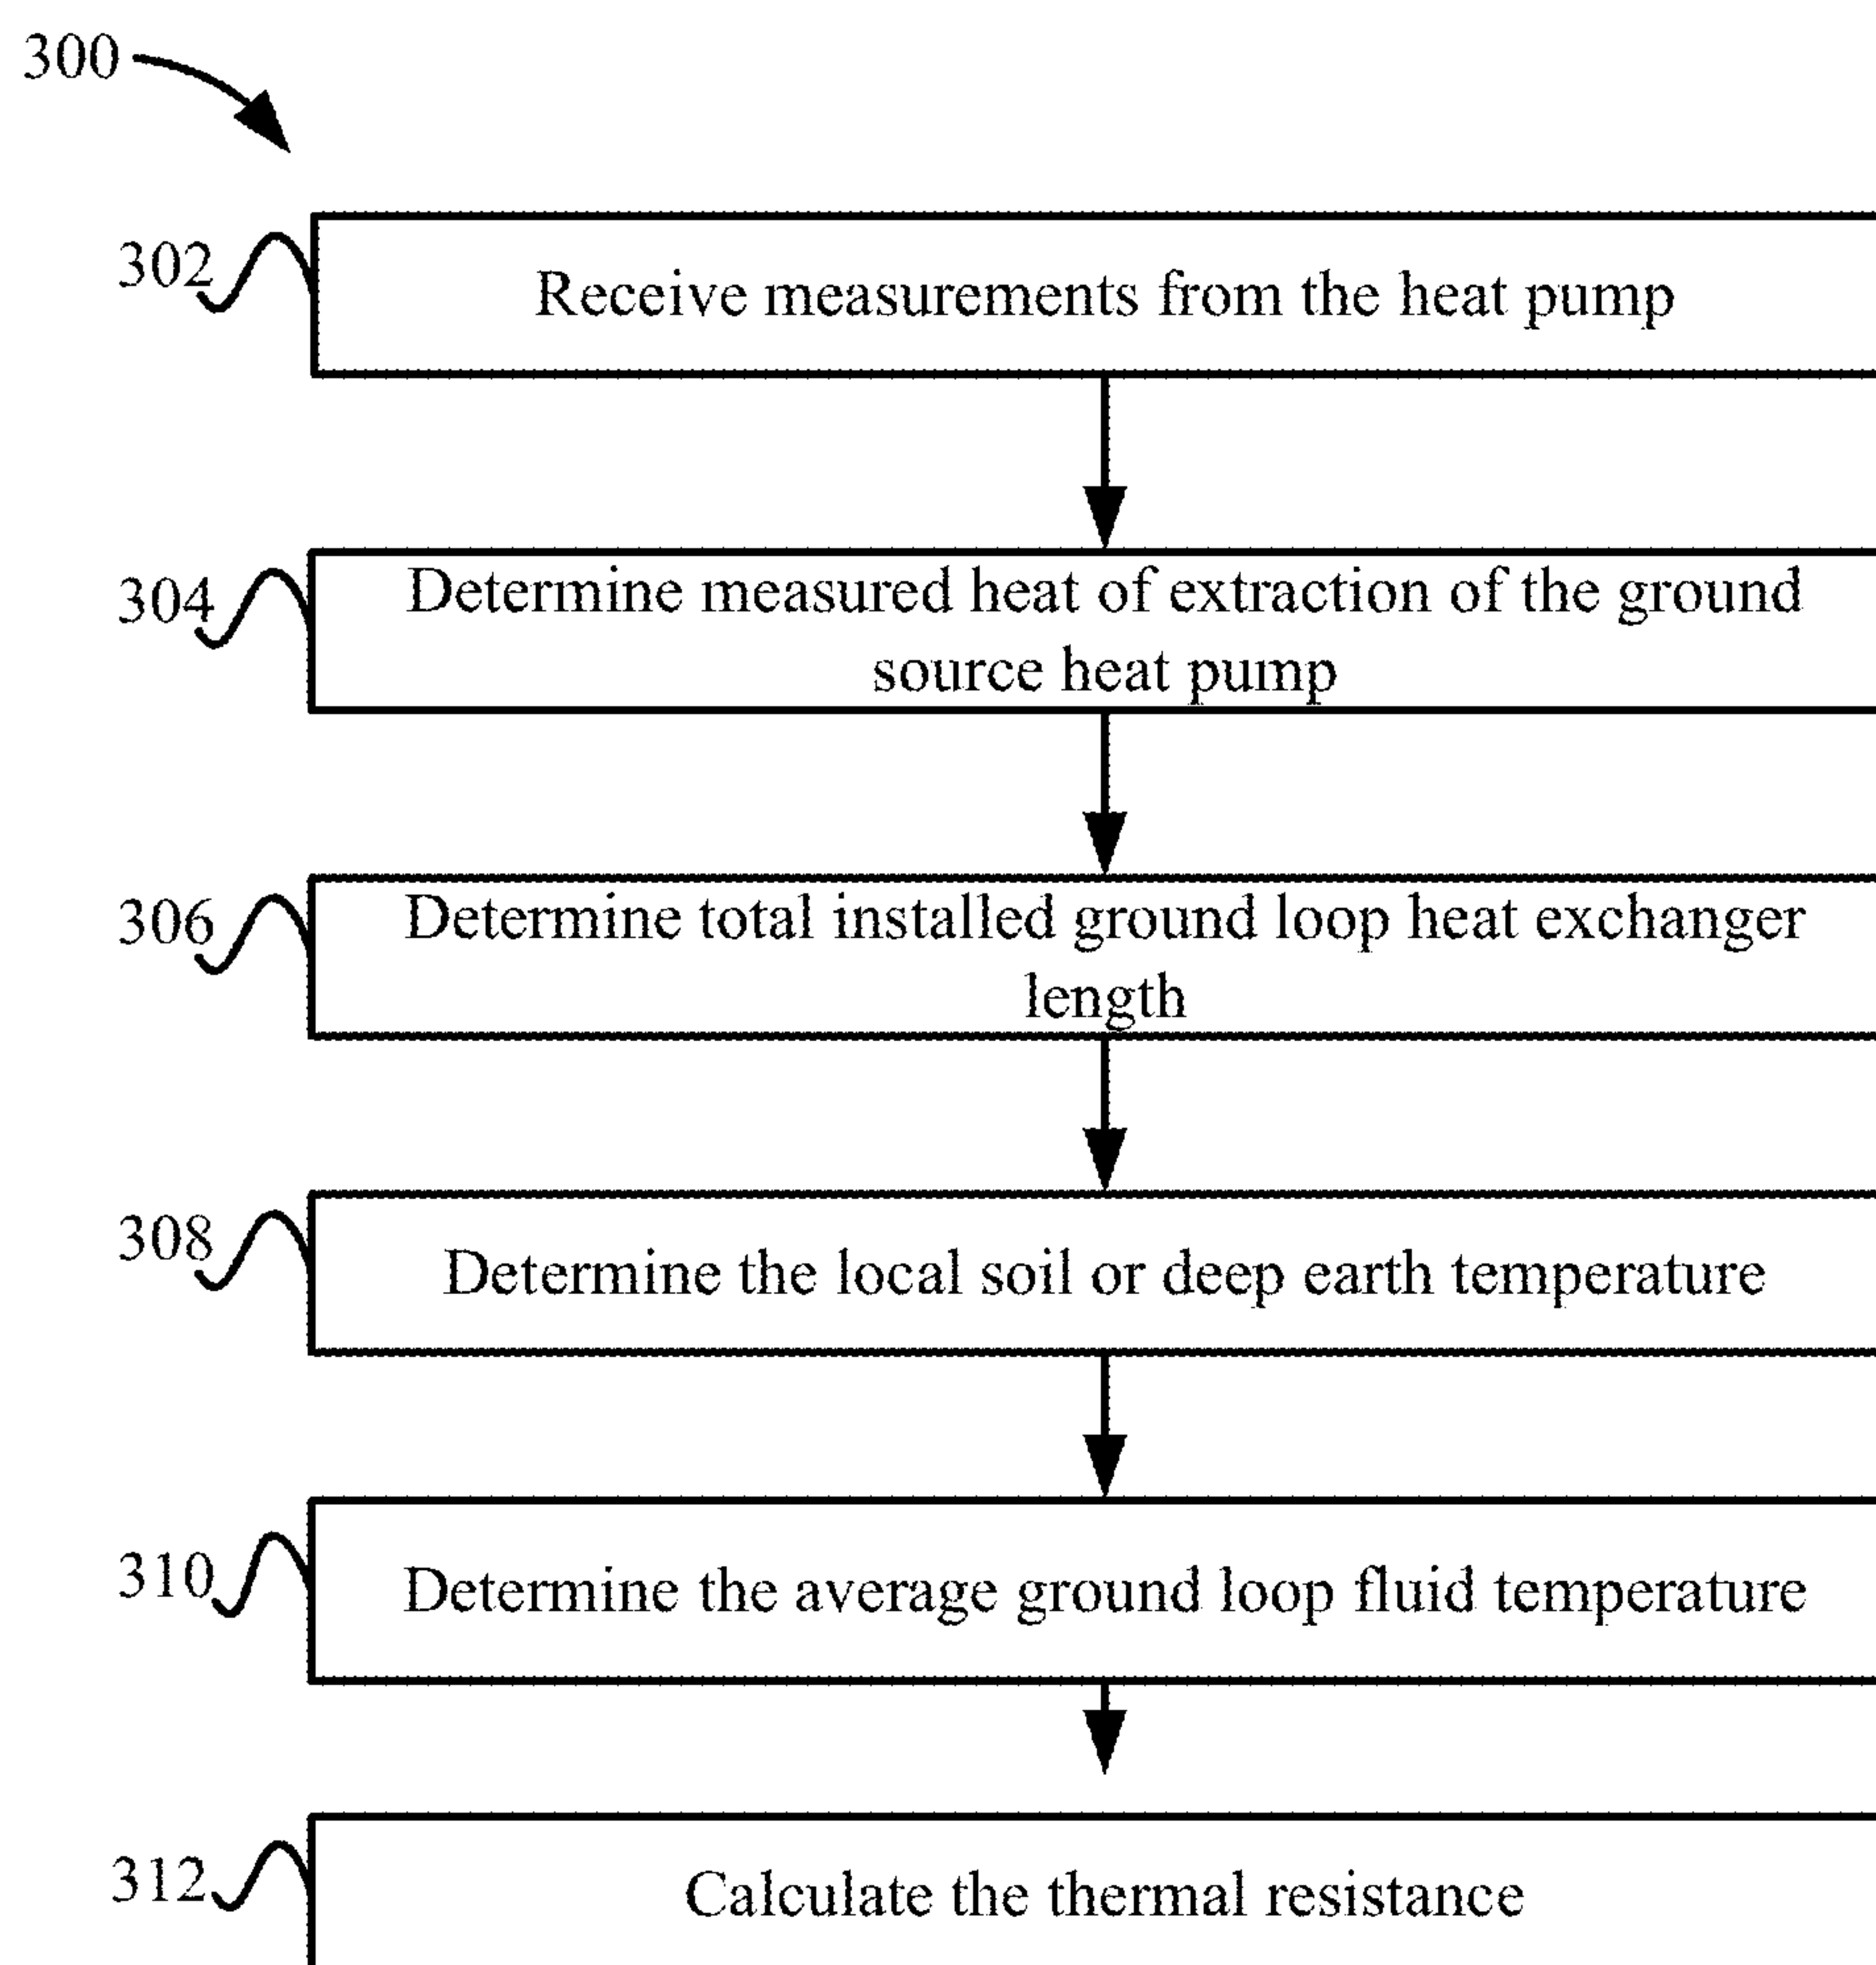 300
302
Receive measurements from the heat pump
304
Determine measured heat of extraction of the ground
source heat pump
306
Determine total installed ground loop heat exchanger
length
308
Determine the local soil or deep earth temperature
310
Determine the average ground loop fluid temperature
312
Calculate the thermal resistance